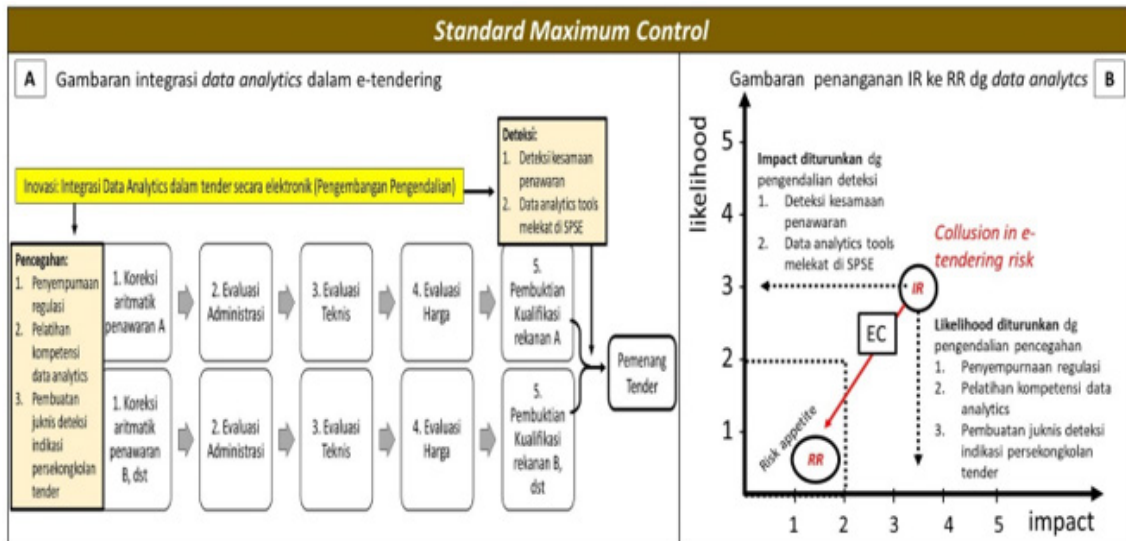 Standard Maximum Control
A
Gambaran integrasi data analytics dalam e-tendering
Deteksi:
1. Deteksi kesamaan
penawaran
2. Data analytics tools
melekat di SPSE
Inovasi: Integrasi Data Analytics dalam tender secara elektronik (Pengembangan Pengendalian)
Pencegahan:
1. Penyempurnaan
regulasi
2. Pelatihan
kompetensi
data analytics
3. Pembuatan
juknis deteksi
indikasi
persekongkolan
tender
1. Koreksi
aritmatik
penawaran A
2. Evaluasi
Administrasi
3. Evaluasi
Teknis
4. Evaluasi
Harga
5.
Pembuktian
Kualifikasi
rekanan A
1. Koreksi
aritmatik
penawaran
B, dst
2. Evaluasi
Administrasi
3. Evaluasi
Teknis
4. Evaluasi
Harga
5.
Pembuktian
Kualifikasi
rekanan B,
dst
Pemenang
Tender
Gambaran penanganan IR ke RR dg data analytcs
B
likelihood
5
4
3
2
1
Impact diturunkan dg
pengendalian deteksi
1. Deteksi kesamaan
penawaran
2. Data analytics tools
melekat di SPSE
Collusion in e-
tendering risk
IR
EC
Likelihood diturunkan dg
pengendalian pencegahan
1. Penyempurnaan regulasi
2. Pelatihan kompetensi data
analytics
3. Pembuatan juknis deteksi
indikasi persekongkolan
tender
Risk appetite
RR
1 2 3 4 5 impact